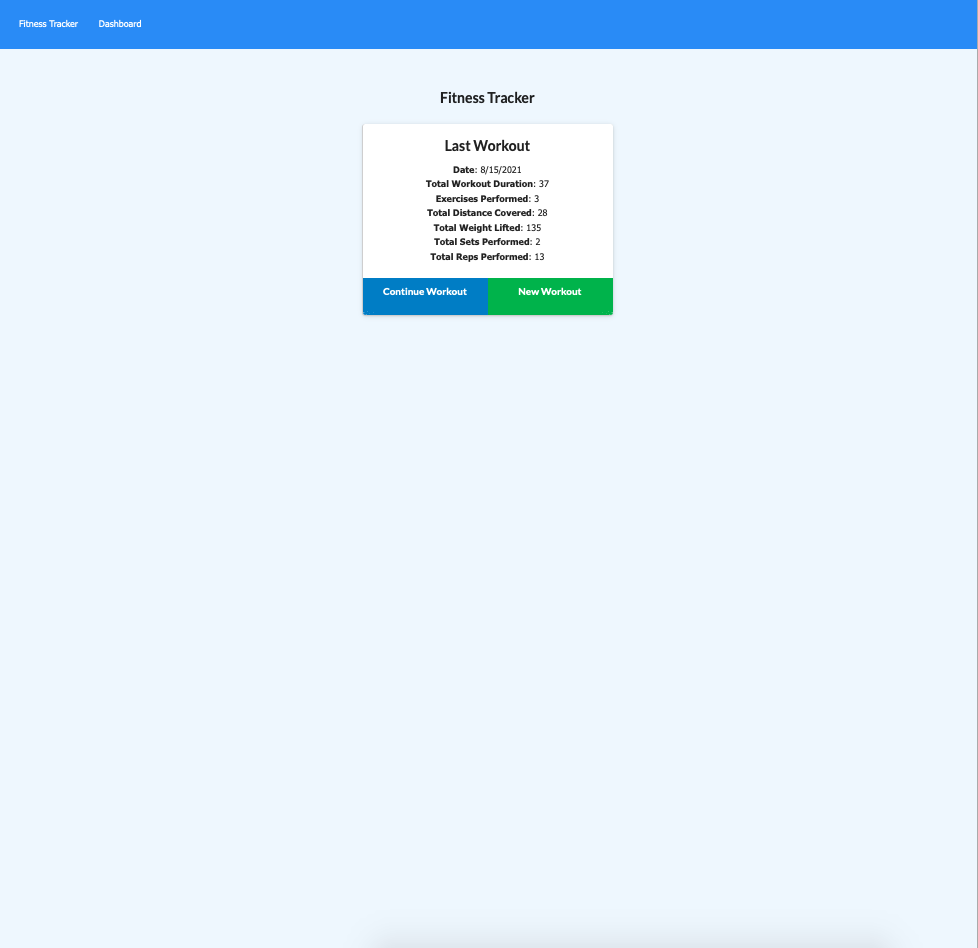 Fitness Tracker Dashboard
Fitness Tracker
Last Workout
Date: 8/15/2021
Total Workout Duration: 37
Exercises Performed: 3
Total Distance Covered: 28
Total Weight Lifted: 135
Total Sets Performed: 2
Total Reps Performed: 13
Continue Workout New Workout